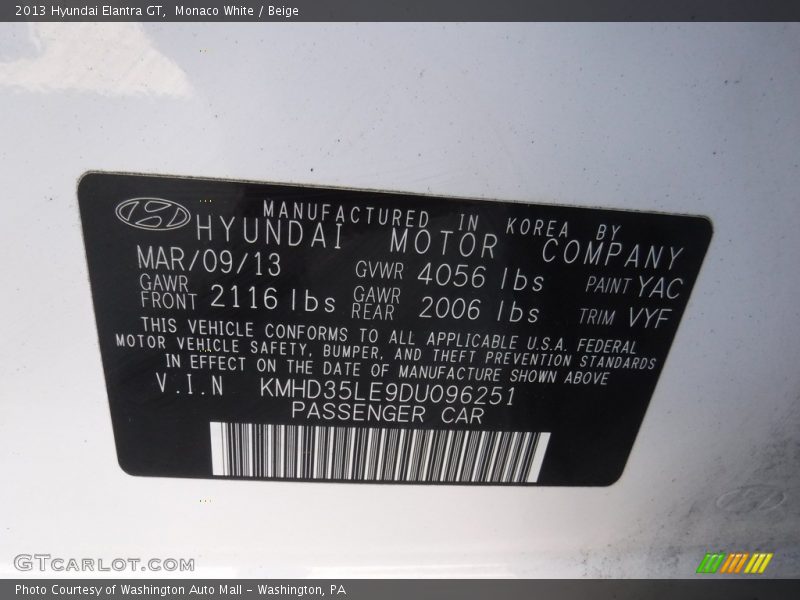 2013 Hyundai Elantra GT, Monaco White / Beige
MANUFACTURED IN KOREA BY
HYUNDAI MOTOR COMPANY
MAR/09/13 GVWR 4056 lbs PAINT YAC
GAWR FRONT 2116 lbs GAWR REAR 2006 lbs TRIM VYF
THIS VEHICLE CONFORMS TO ALL APPLICABLE U.S.A. FEDERAL
MOTOR VEHICLE SAFETY, BUMPER, AND THEFT PREVENTION STANDARDS
IN EFFECT ON THE DATE OF MANUFACTURE SHOWN ABOVE
V.I.N KMHD35LE9DU096251
PASSENGER CAR
GTCARLOT.COM
Photo Courtesy of Washington Auto Mall - Washington, PA